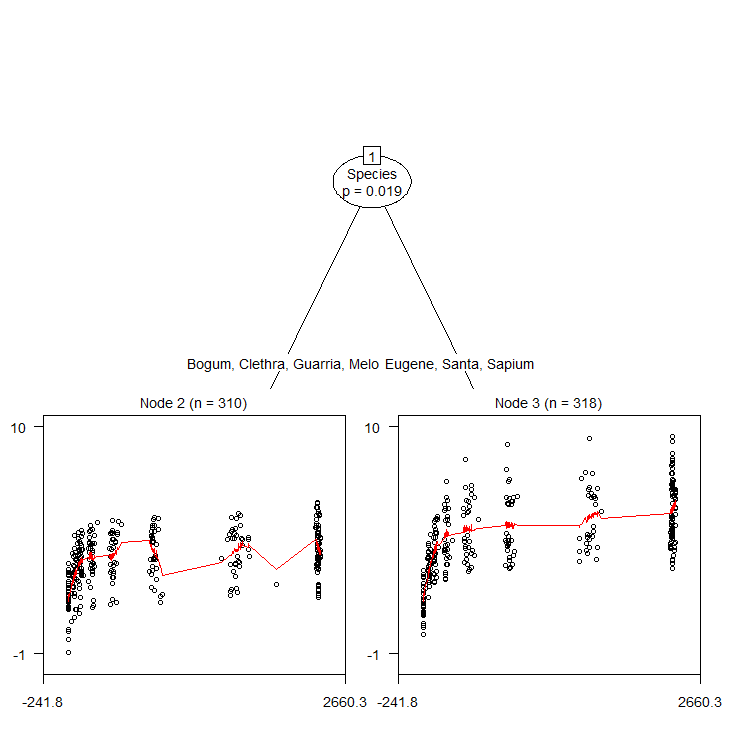 1
Species
p = 0.019
Bogum, Clethra, Guarria, Melo Eugene, Santa, Sapium
Node 2 (n = 310)
Node 3 (n = 318)
10
-1
-241.8
2660.3
10
-1
-241.8
2660.3